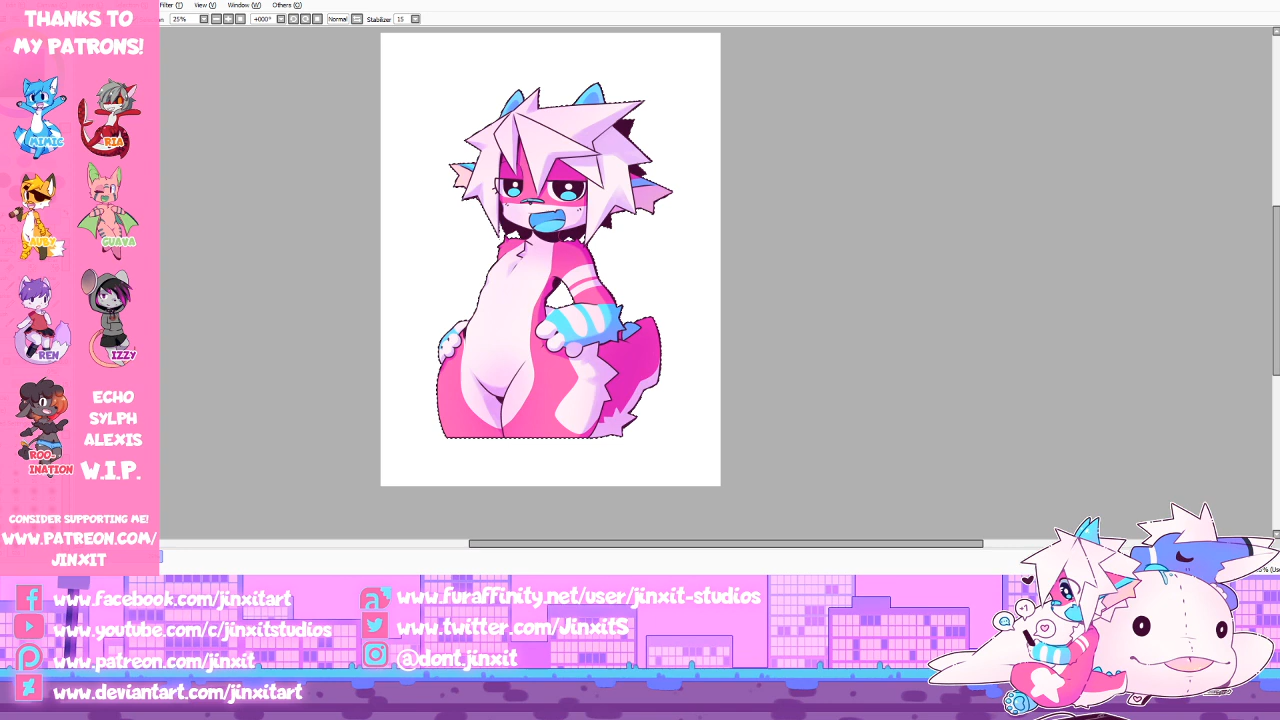 Filter (T) View (V) Window (W) Others (O)
25% +000° Normal Stabilizer 15
THANKS TO
MY PATRONS!
MIMIC RIA
AUBY GUAVA
REN IZZY
ROO-
INATION
ECHO
SYLPH
ALEXIS
W.I.P.
CONSIDER SUPPORTING ME!
WWW.PATREON.COM/
JINXIT
www.facebook.com/jinxitart
www.youtube.com/c/jinxitstudios
www.patreon.com/jinxit
www.deviantart.com/jinxitart
www.furaffinity.net/user/jinxit-studios
www.twitter.com/JinxitS
@dont.jinxit